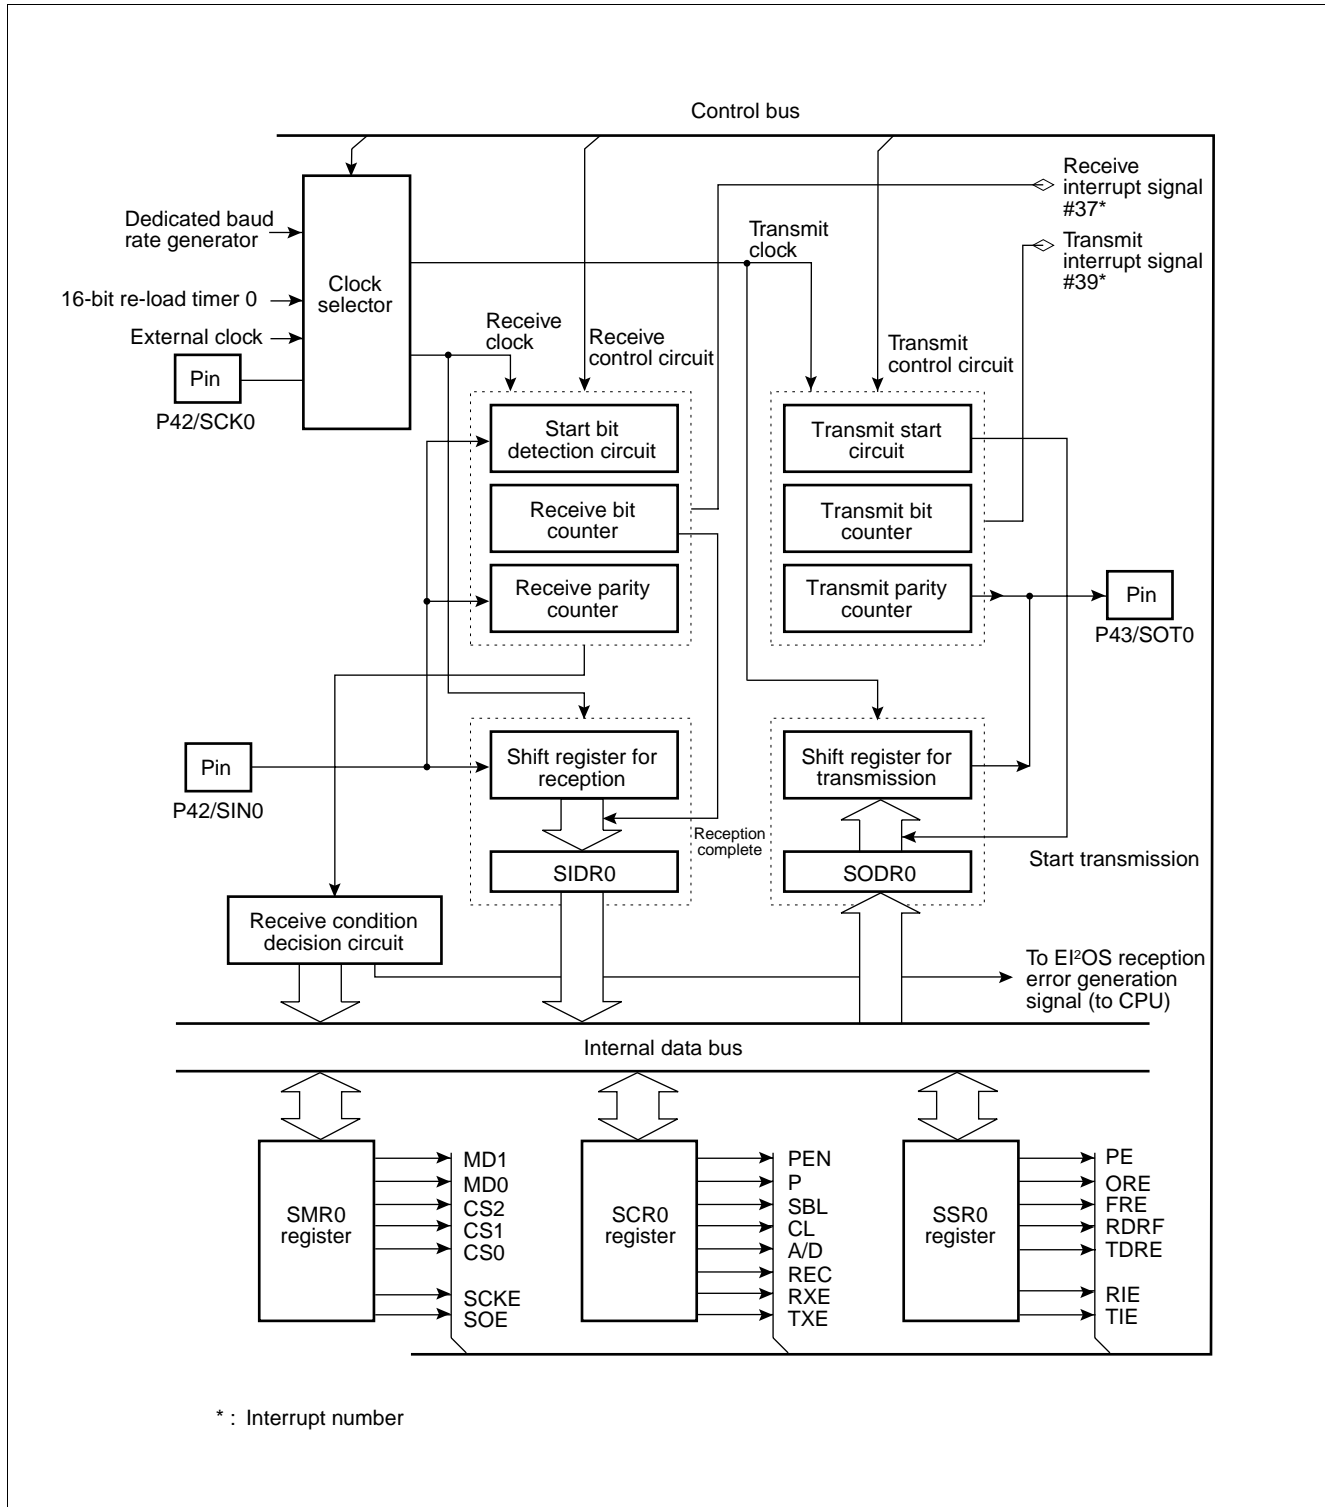 Control bus
Receive
interrupt signal
#37*
Dedicated baud
rate generator
Transmit
clock
Transmit
interrupt signal
#39*
Clock
selector
16-bit re-load timer 0
External clock
Receive
clock
Receive
control circuit
Transmit
control circuit
Pin
P42/SCK0
Start bit
detection circuit
Transmit start
circuit
Receive bit
counter
Transmit bit
counter
Receive parity
counter
Transmit parity
counter
Pin
P43/SOT0
Pin
P42/SIN0
Shift register for
reception
Shift register for
transmission
Reception
complete
Start transmission
SIDR0
SODR0
Receive condition
decision circuit
To EI²OS reception
error generation
signal (to CPU)
Internal data bus
SMR0
register
MD1
MD0
CS2
CS1
CS0
SCKE
SOE
SCR0
register
PEN
P
SBL
CL
A/D
REC
RXE
TXE
SSR0
register
PE
ORE
FRE
RDRF
TDRE
RIE
TIE
* : Interrupt number